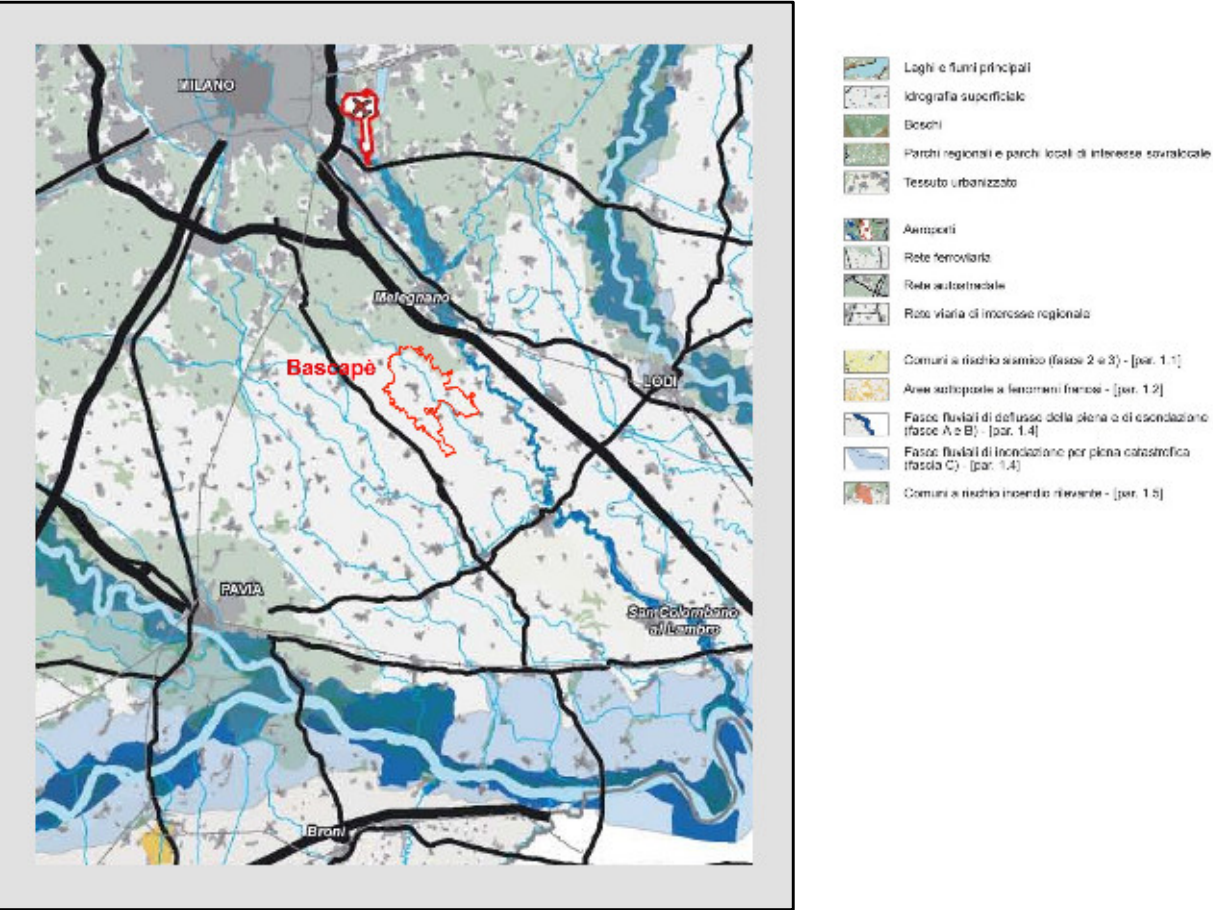 MILANO
Melegnano
Bascapè
LODI
PAVIA
San Colombano
al Lambro
Broni
Laghi e fiumi principali
Idrografia superficiale
Boschi
Parchi regionali e parchi locali di interesse sovralocale
Tessuto urbanizzato
Aeroporti
Rete ferroviaria
Rete autostradale
Rete viaria di interesse regionale
Comuni a rischio sismico (fasce 2 e 3) - [par. 1.1]
Aree sottoposte a fenomeni franosi - [par. 1.2]
Fasce fluviali di deflusso della piena e di esondazione
(fasce A e B) - [par. 1.4]
Fasce fluviali di inondazione per piena catastrofica
(fascia C) - [par. 1.4]
Comuni a rischio incendio rilevante - [par. 1.5]